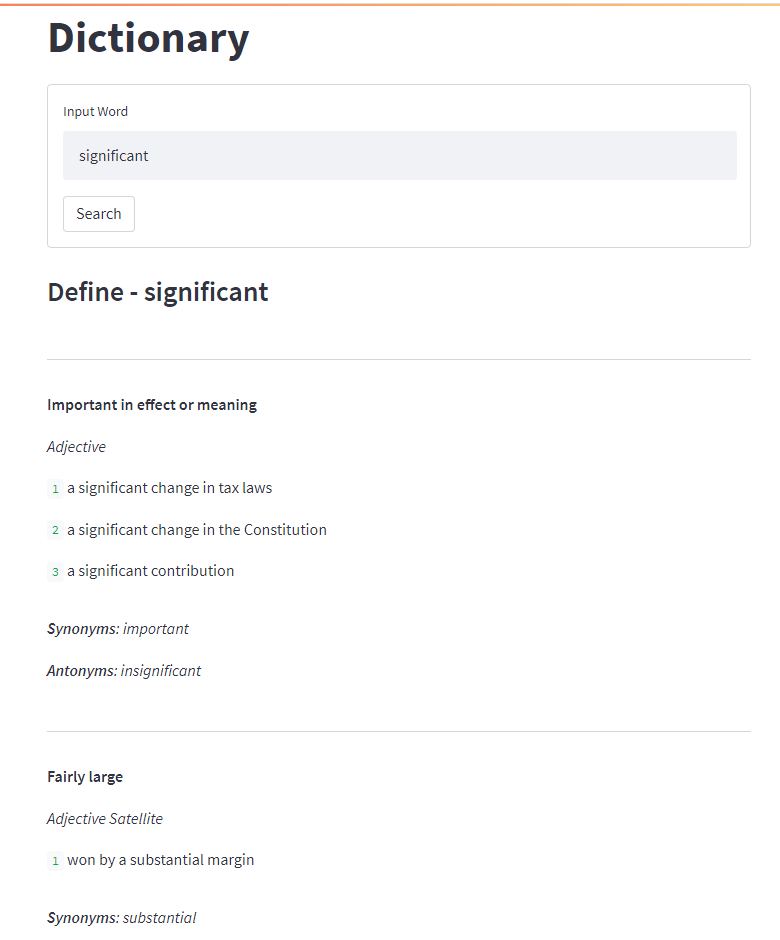 Dictionary
Input Word
significant
Search
Define - significant
Important in effect or meaning
Adjective
1 a significant change in tax laws
2 a significant change in the Constitution
3 a significant contribution
Synonyms: important
Antonyms: insignificant
Fairly large
Adjective Satellite
1 won by a substantial margin
Synonyms: substantial